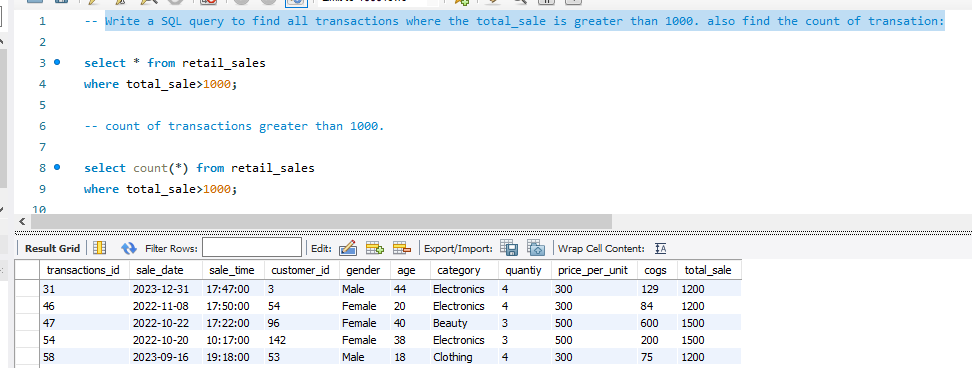 1 -- Write a SQL query to find all transactions where the total_sale is greater than 1000. also find the count of transation:
2
3 select * from retail_sales
4 where total_sale>1000;
5
6 -- count of transactions greater than 1000.
7
8 select count(*) from retail_sales
9 where total_sale>1000;
10
Result Grid Filter Rows: Edit: Export/Import: Wrap Cell Content:
transactions_id sale_date sale_time customer_id gender age category quantiy price_per_unit cogs total_sale
31 2023-12-31 17:47:00 3 Male 44 Electronics 4 300 129 1200
46 2022-11-08 17:50:00 54 Female 20 Electronics 4 300 84 1200
47 2022-10-22 17:22:00 96 Female 40 Beauty 3 500 600 1500
54 2022-10-20 10:17:00 142 Female 38 Electronics 3 500 200 1500
58 2023-09-16 19:18:00 53 Male 18 Clothing 4 300 75 1200